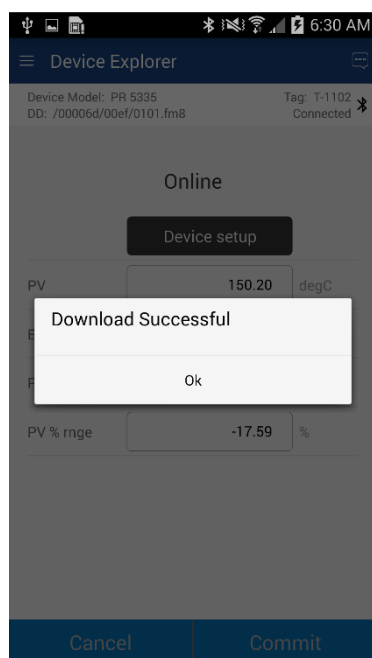 6:30 AM
Device Explorer
Device Model: PR 5335
Tag: T-1102
DD: /00006d/00ef/0101.fm8
Connected
Online
Device setup
PV
150.20
degC
Download Successful
Ok
PV % rnge
-17.59
%
Cancel
Commit